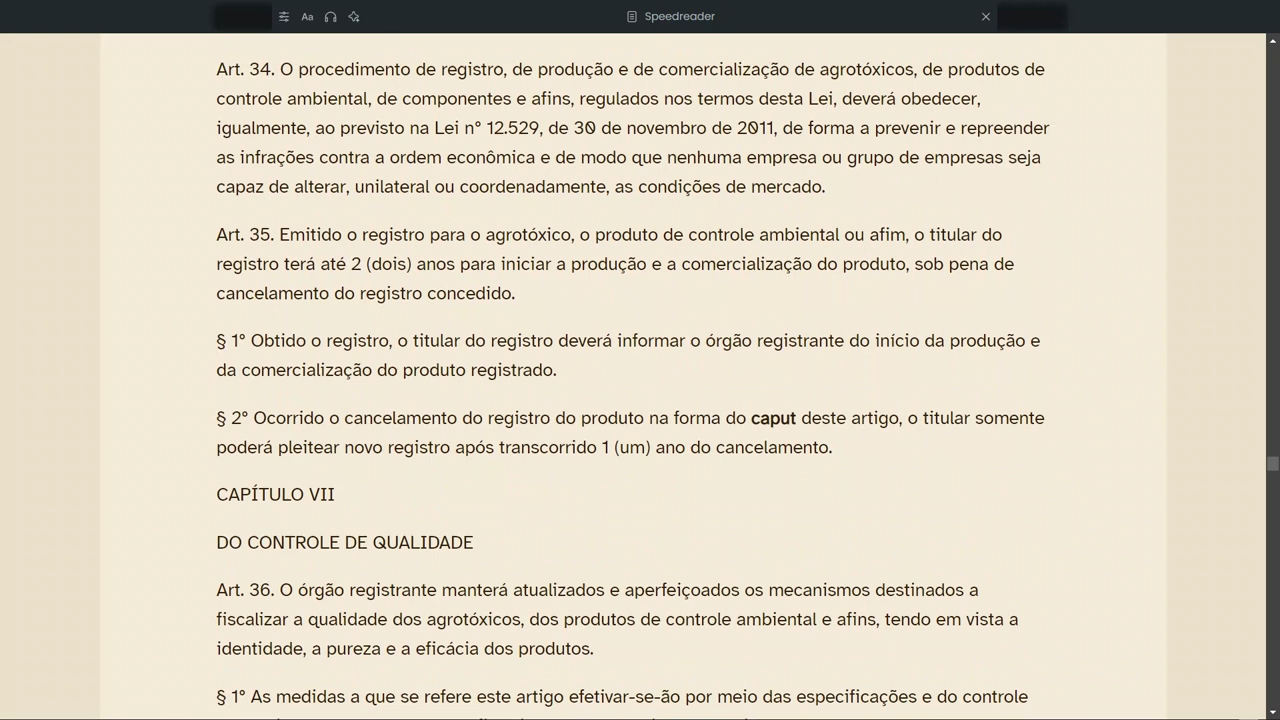 Aa
Speedreader
Art. 34. O procedimento de registro, de produção e de comercialização de agrotóxicos, de produtos de
controle ambiental, de componentes e afins, regulados nos termos desta Lei, deverá obedecer,
igualmente, ao previsto na Lei n° 12.529, de 30 de novembro de 2011, de forma a prevenir e repreender
as infrações contra a ordem econômica e de modo que nenhuma empresa ou grupo de empresas seja
capaz de alterar, unilateral ou coordenadamente, as condições de mercado.
Art. 35. Emitido o registro para o agrotóxico, o produto de controle ambiental ou afim, o titular do
registro terá até 2 (dois) anos para iniciar a produção e a comercialização do produto, sob pena de
cancelamento do registro concedido.
§ 1° Obtido o registro, o titular do registro deverá informar o órgão registrante do início da produção e
da comercialização do produto registrado.
§ 2° Ocorrido o cancelamento do registro do produto na forma do caput deste artigo, o titular somente
poderá pleitear novo registro após transcorrido 1 (um) ano do cancelamento.
CAPÍTULO VII
DO CONTROLE DE QUALIDADE
Art. 36. O órgão registrante manterá atualizados e aperfeiçoados os mecanismos destinados a
fiscalizar a qualidade dos agrotóxicos, dos produtos de controle ambiental e afins, tendo em vista a
identidade, a pureza e a eficácia dos produtos.
§ 1° As medidas a que se refere este artigo efetivar-se-ão por meio das especificações e do controle